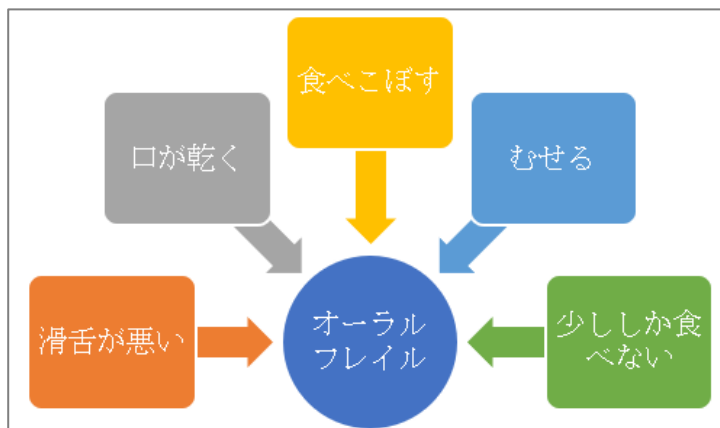 食べこぼす
口が乾く
むせる
滑舌が悪い
オーラル
フレイル
少ししか食
べない